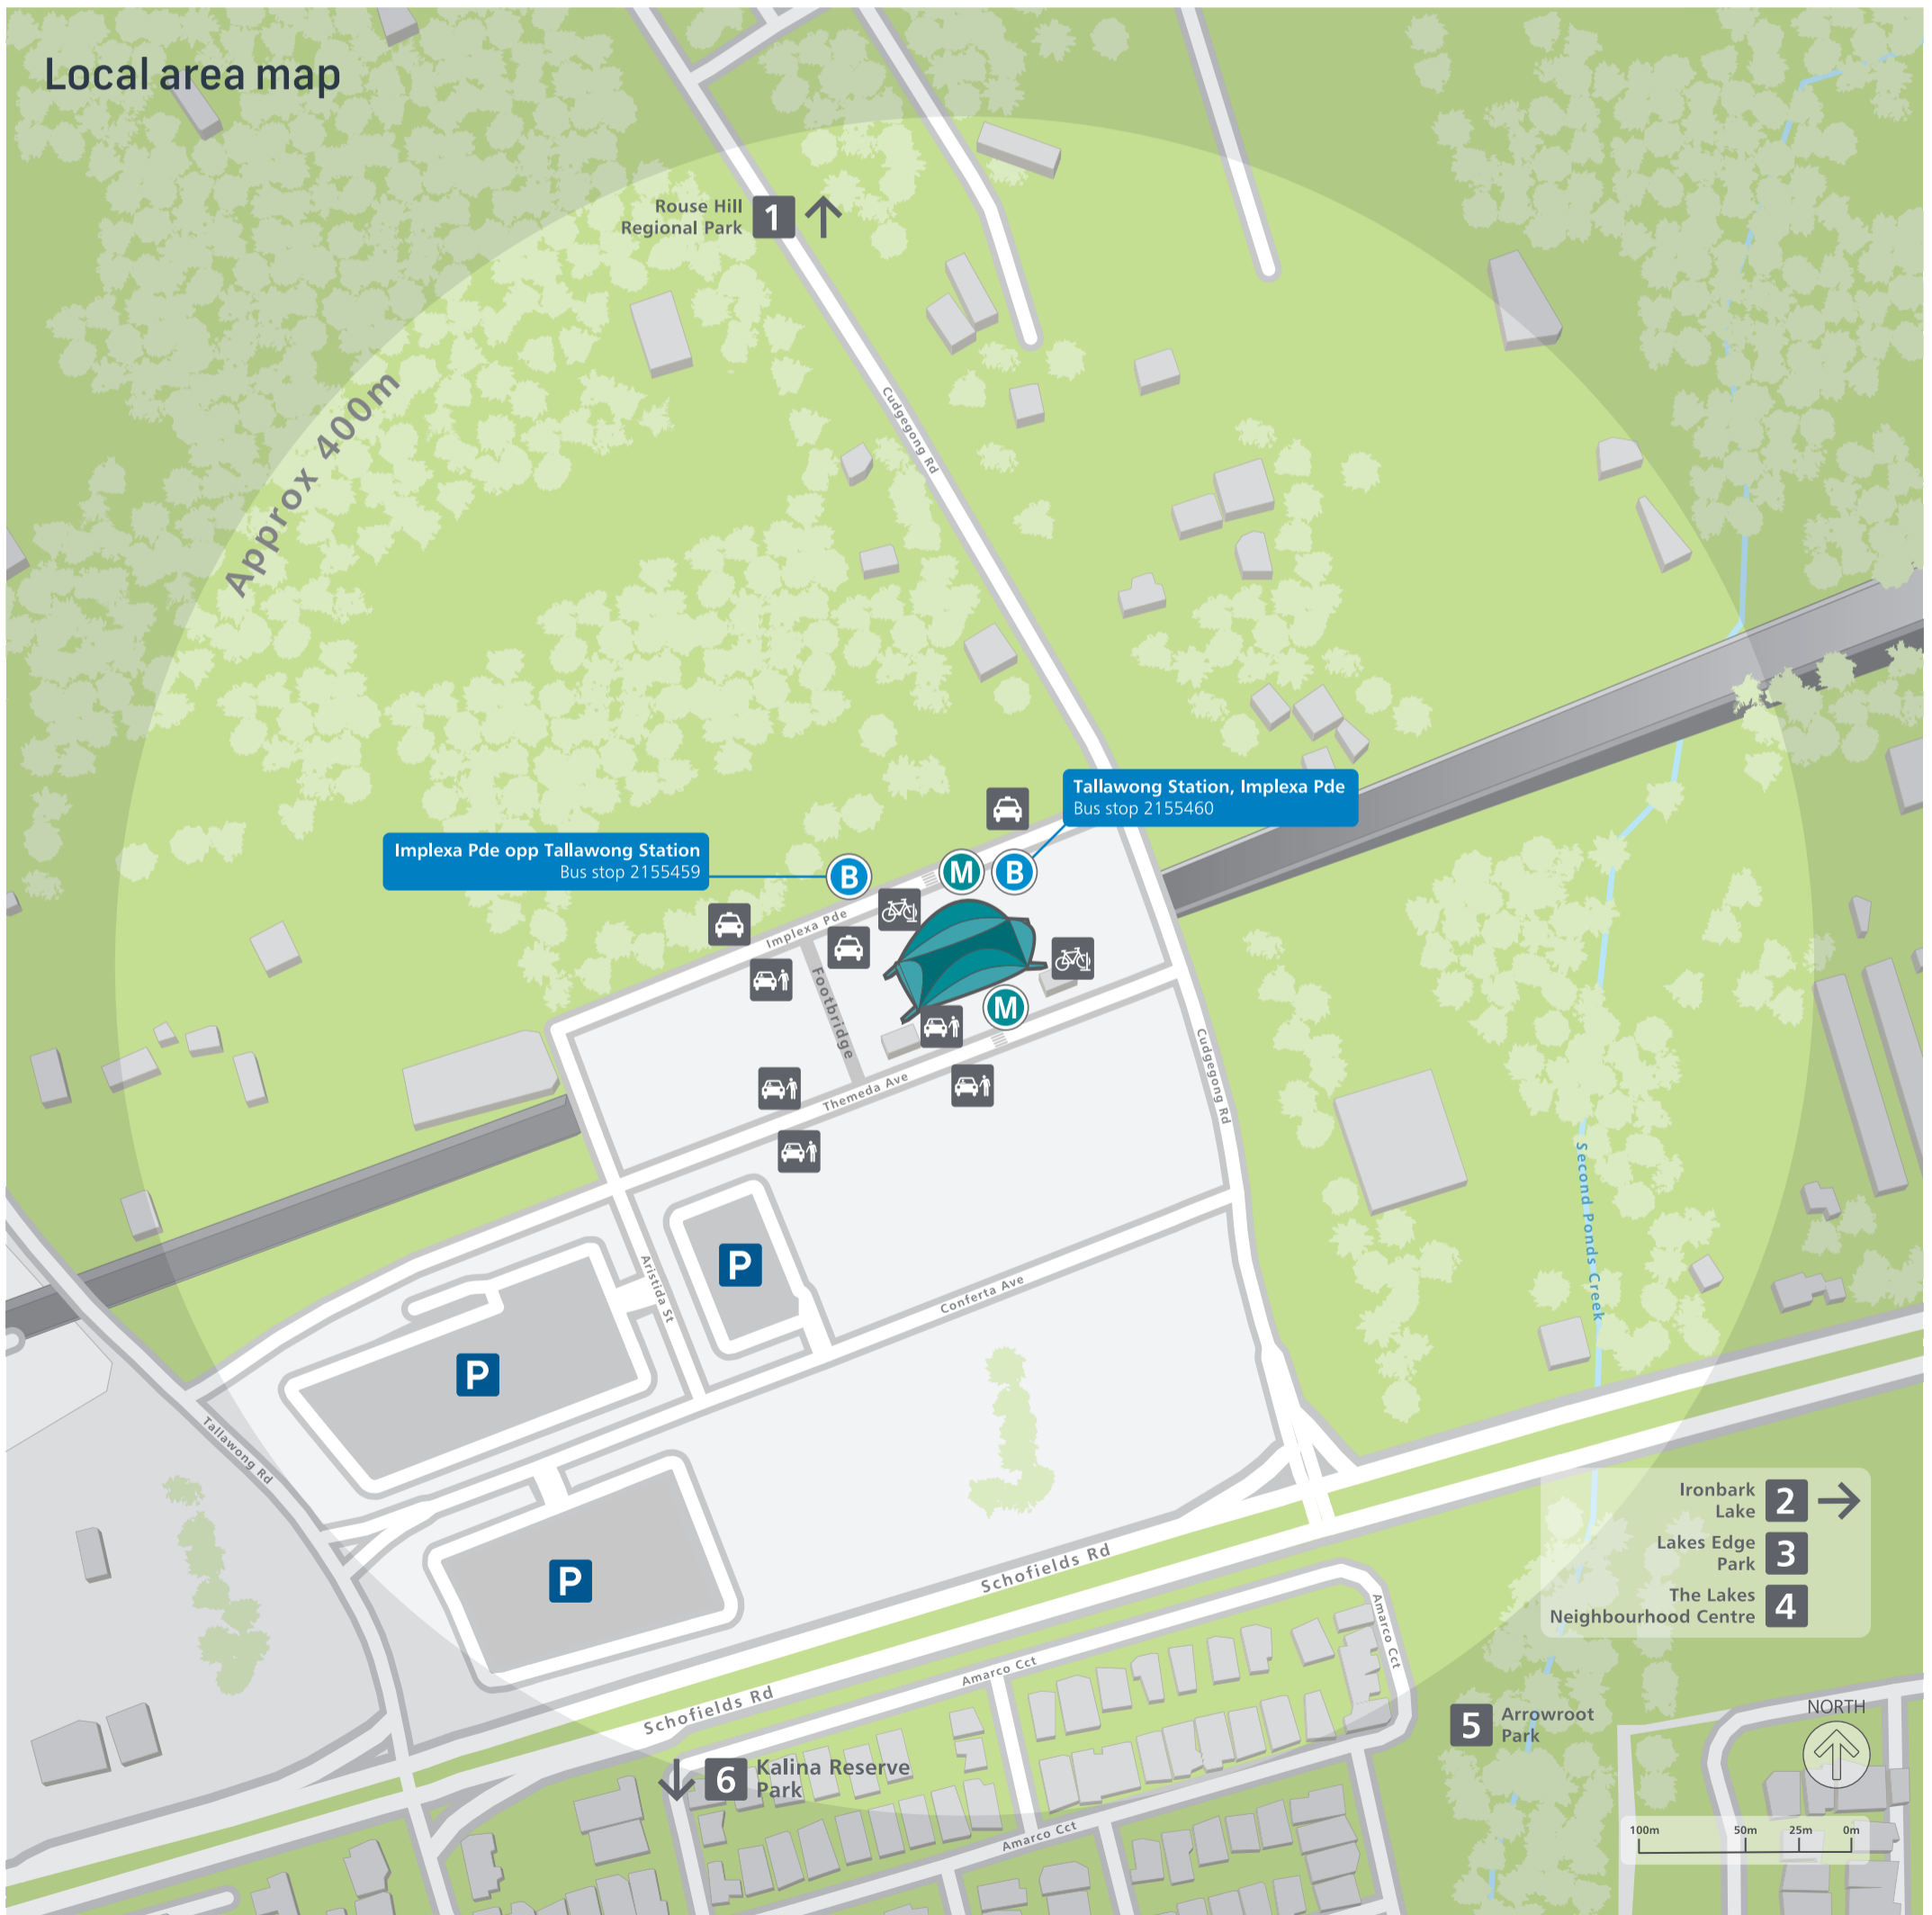 Local area map
Rouse Hill
Regional Park
1
Approx 400m
Cudgegong Rd
Tallawong Station, Implexa Pde
Bus stop 2155460
Implexa Pde opp Tallawong Station
Bus stop 2155459
B
M
B
Implexa Pde
Footbridge
M
Themeda Ave
Cudgegong Rd
Second Ponds Creek
Aristida St
P
Conferta Ave
P
Tallawong Rd
P
Schofields Rd
Ironbark
Lake
2
Lakes Edge
Park
3
The Lakes
Neighbourhood Centre
4
Amarco Cct
Amarco Cct
Schofields Rd
5
Arrowroot
Park
NORTH
6
Kalina Reserve
Park
Amarco Cct
100m 50m 25m 0m